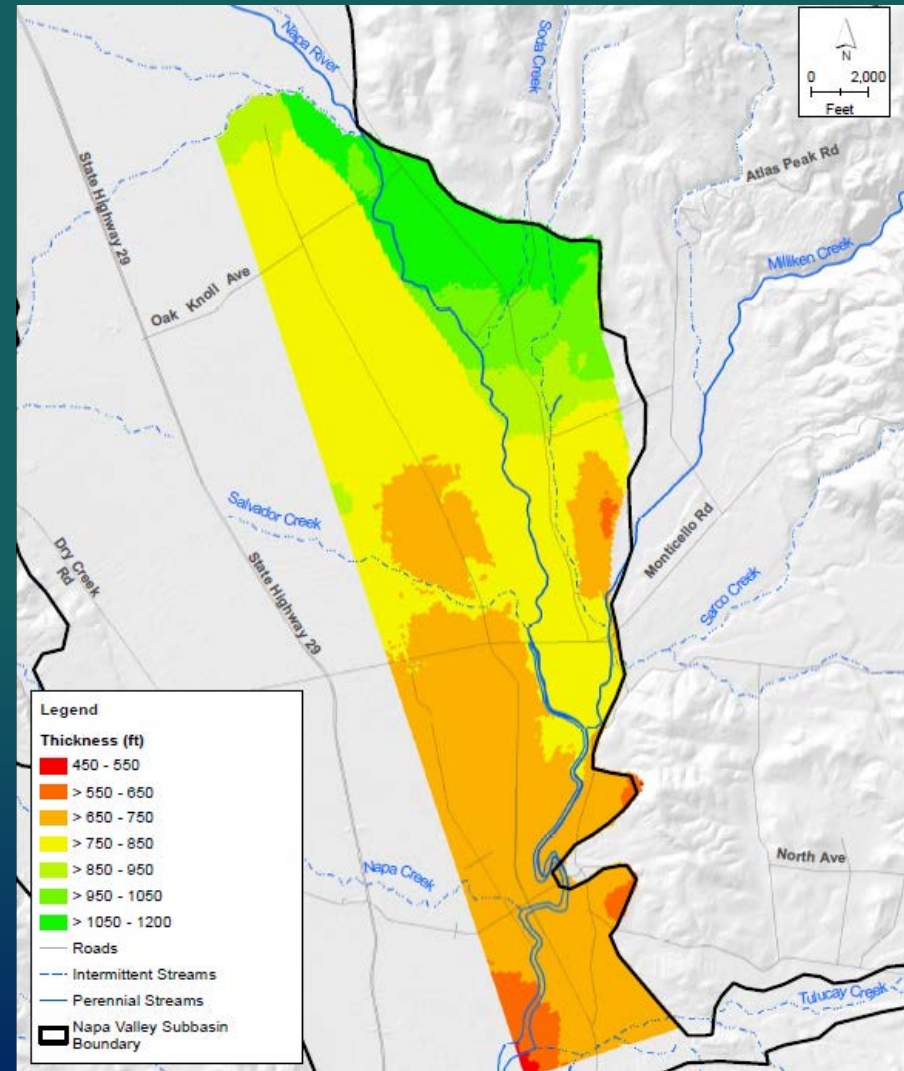 Napa River
Soda Creek
N
0 2,000
Feet
State Highway 29
Atlas Peak Rd
Milliken Creek
Oak Knoll Ave
Salvador Creek
Dry Creek
Rd
State Highway 29
Monticello Rd
Sarco Creek
Legend
Thickness (ft)
450 - 550
> 550 - 650
> 650 - 750
> 750 - 850
> 850 - 950
> 950 - 1050
> 1050 - 1200
Roads
Intermittent Streams
Perennial Streams
Napa Valley Subbasin
Boundary
Napa Creek
North Ave
Tulucay Creek